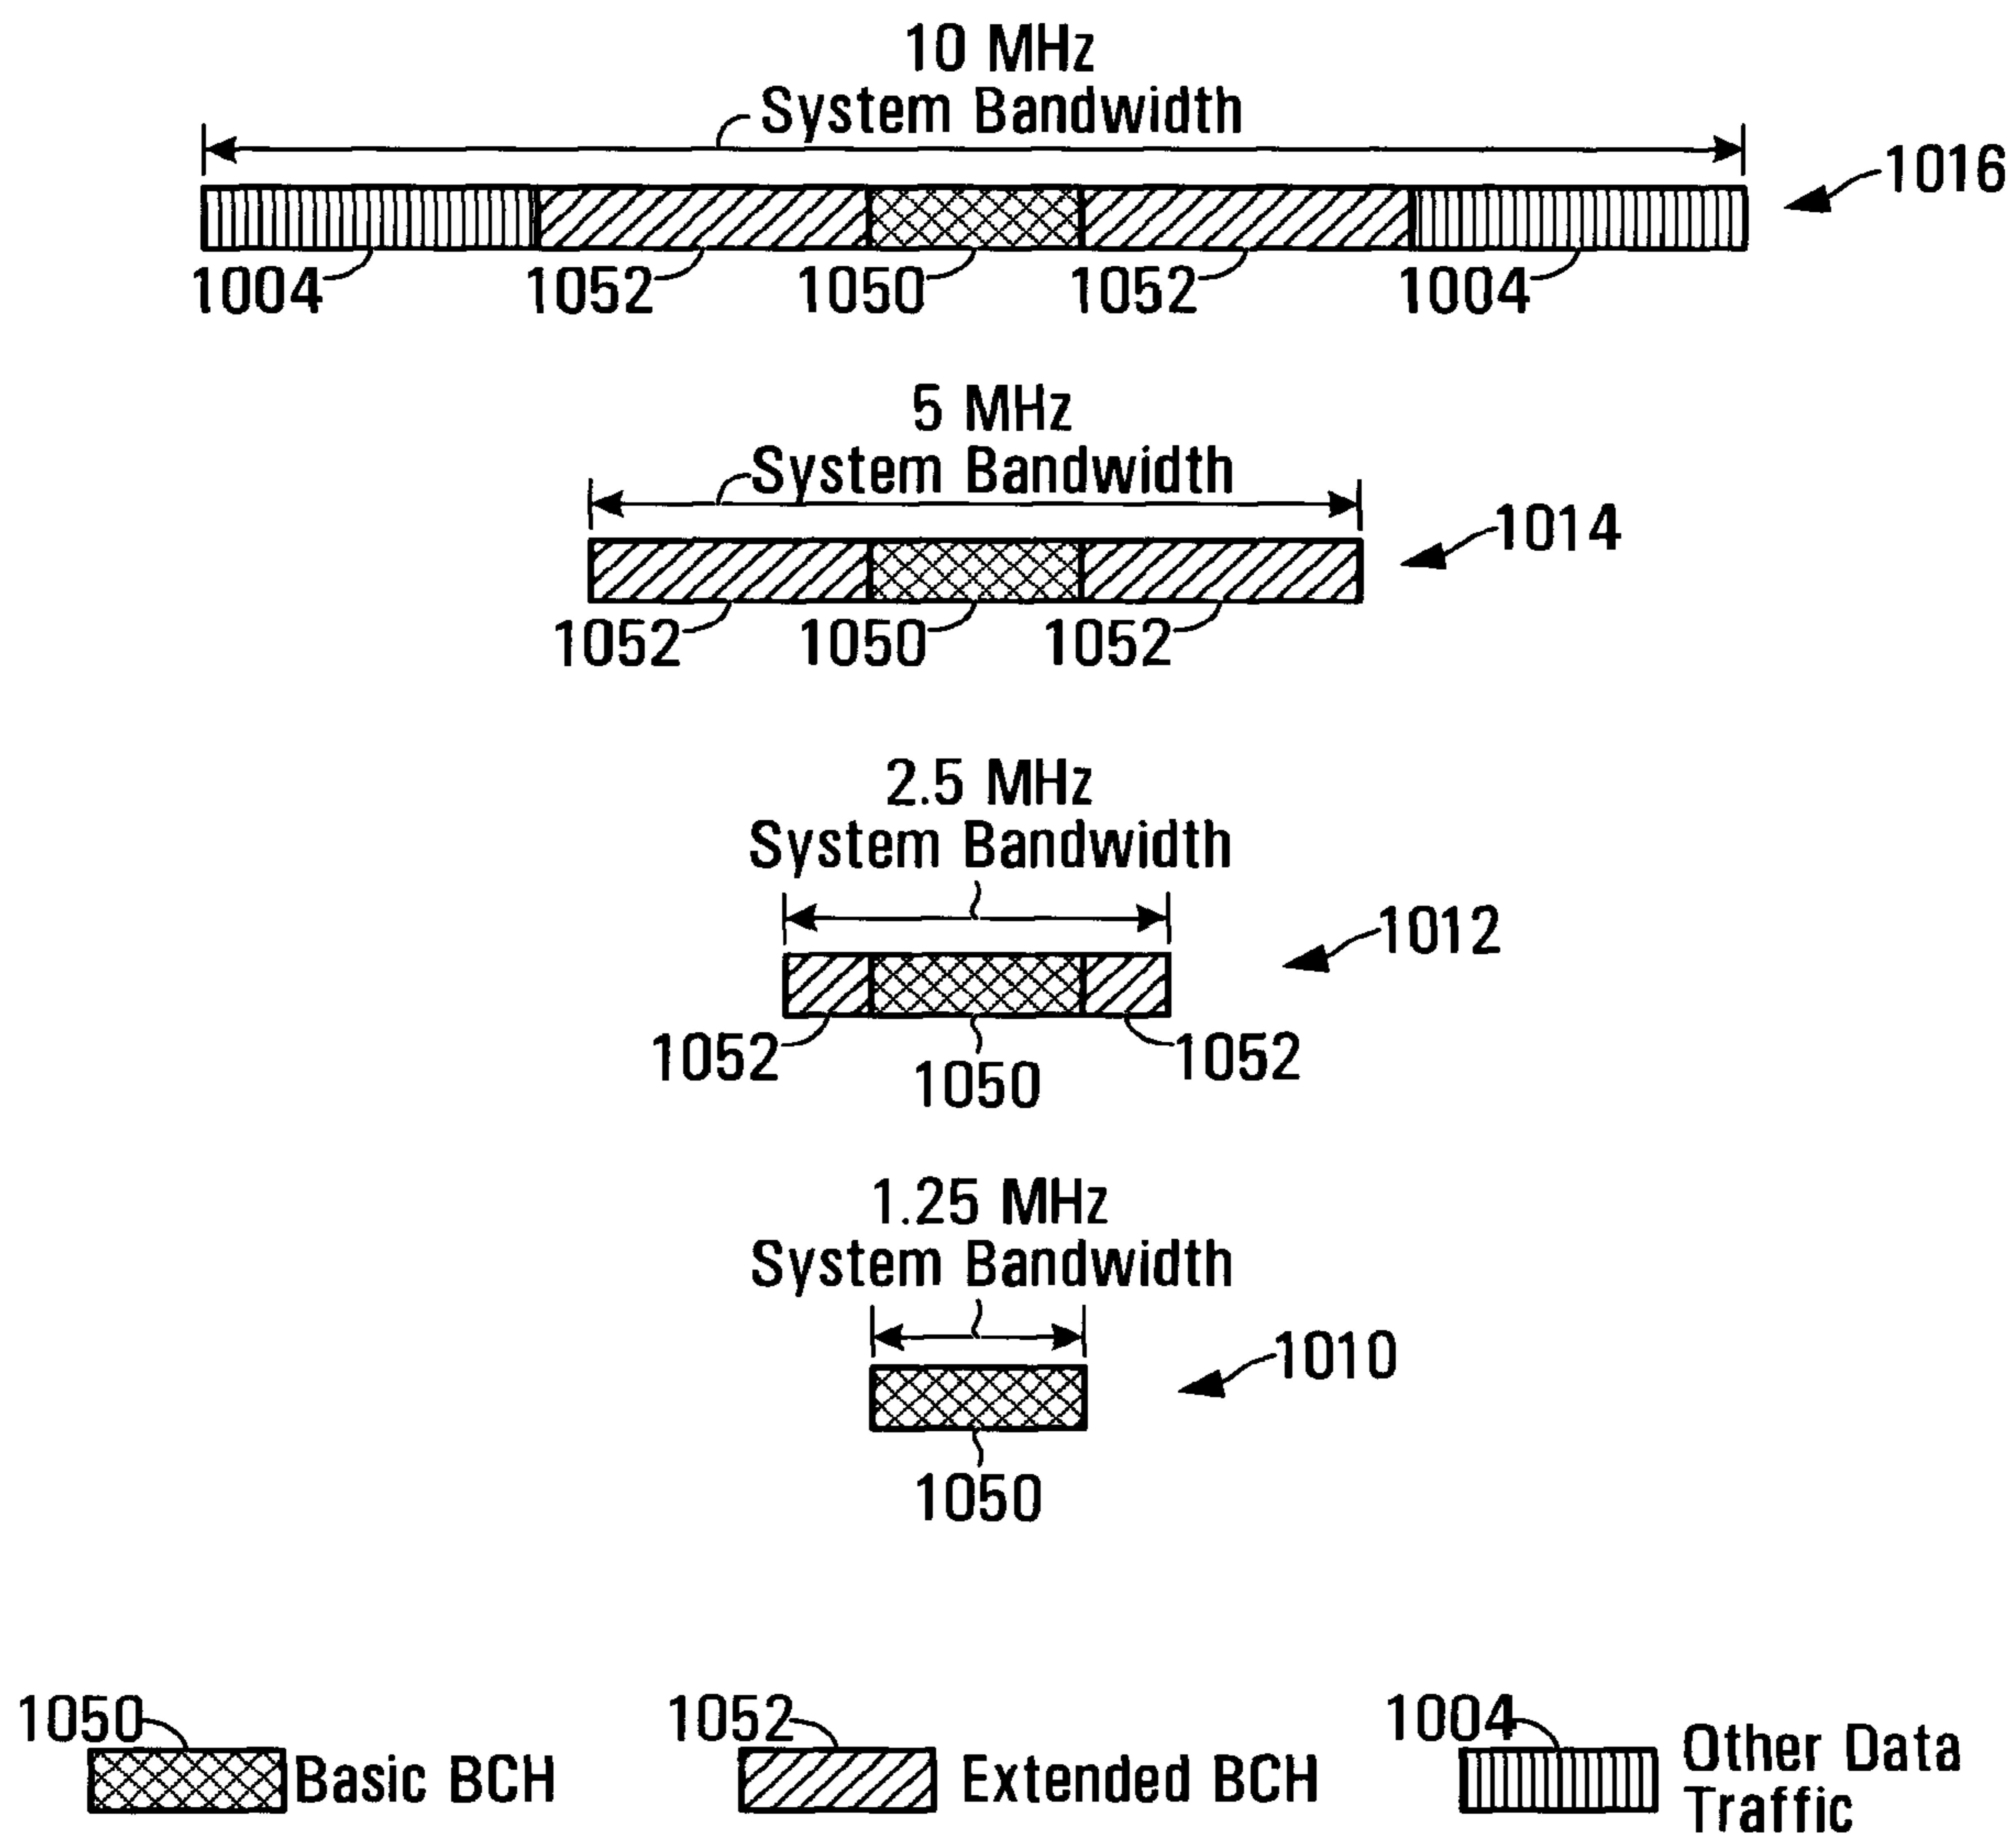 10 MHz
System Bandwidth
1016
1004 1052 1050 1052 1004
5 MHz
System Bandwidth
1014
1052 1050 1052
2.5 MHz
System Bandwidth
1012
1052 1050 1052
1.25 MHz
System Bandwidth
1010
1050
1050 1052 1004
Basic BCH Extended BCH Other Data
Traffic